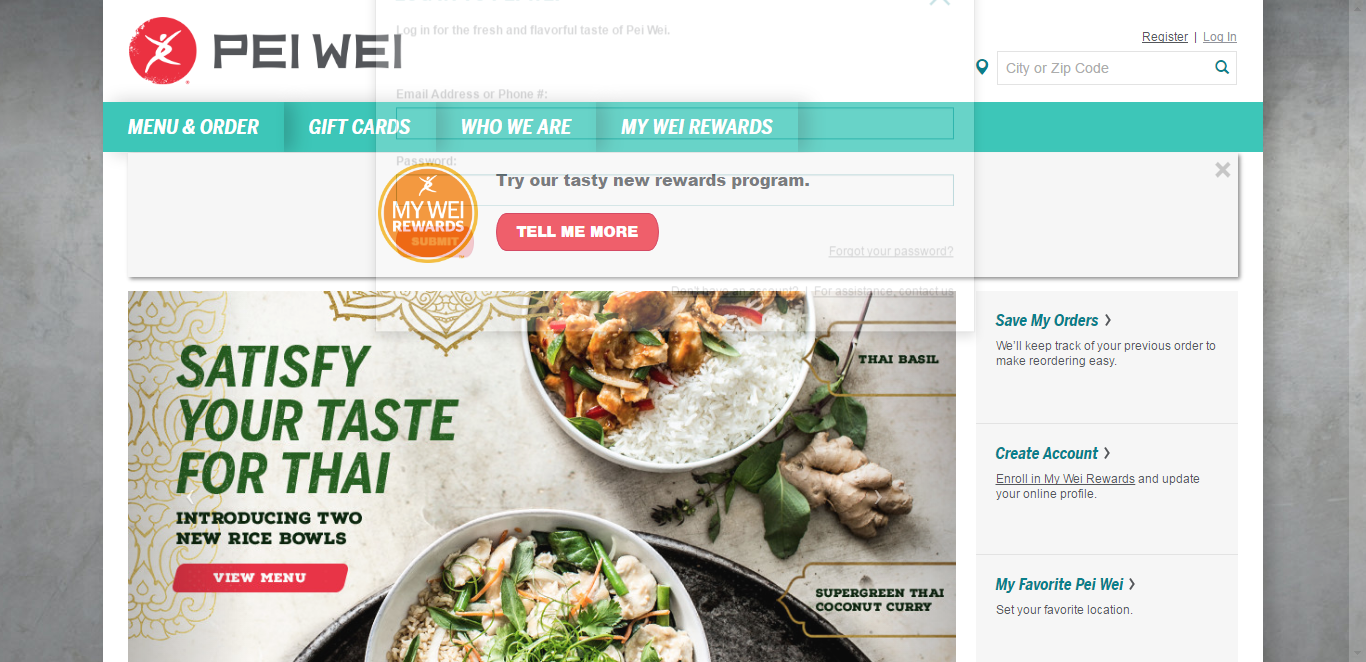 Log in for the fresh and flavorful taste of Pei Wei.
PEI WEI
Register | Log In
City or Zip Code
Email Address or Phone #:
MENU & ORDER
GIFT CARDS
WHO WE ARE
MY WEI REWARDS
Password:
MY WEI
REWARDS
SUBMIT
Try our tasty new rewards program.
TELL ME MORE
Forgot your password?
Don't have an account? | For assistance, contact us
SATISFY
YOUR TASTE
FOR THAI
INTRODUCING TWO
NEW RICE BOWLS
VIEW MENU
THAI BASIL
SUPERGREEN THAI
COCONUT CURRY
Save My Orders
We'll keep track of your previous order to
make reordering easy.
Create Account
Enroll in My Wei Rewards and update
your online profile.
My Favorite Pei Wei
Set your favorite location.